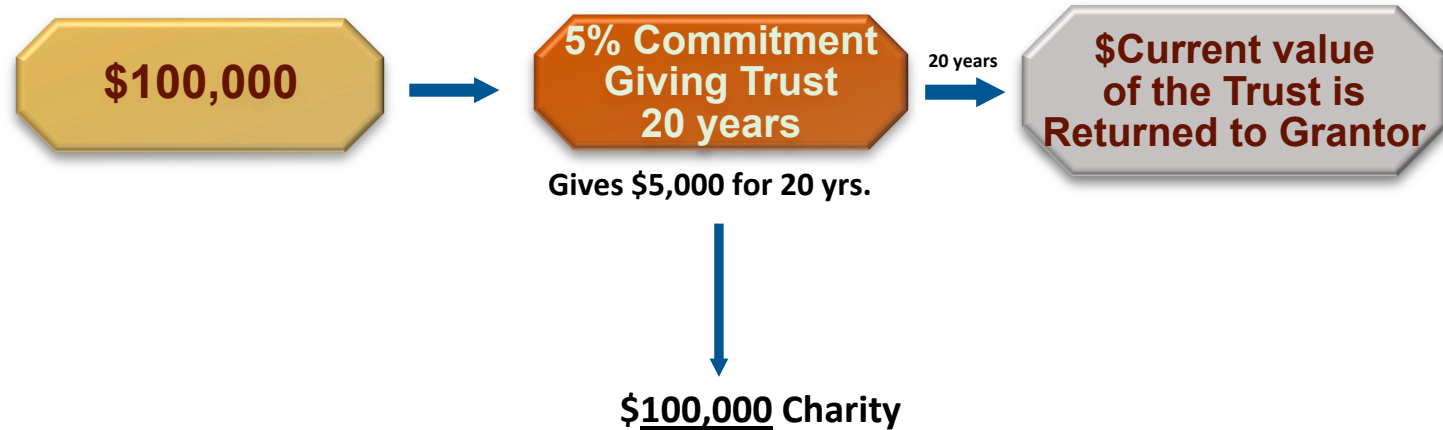 $100,000
5% Commitment
Giving Trust
20 years
20 years
$Current value
of the Trust is
Returned to Grantor
Gives $5,000 for 20 yrs.
$100,000 Charity